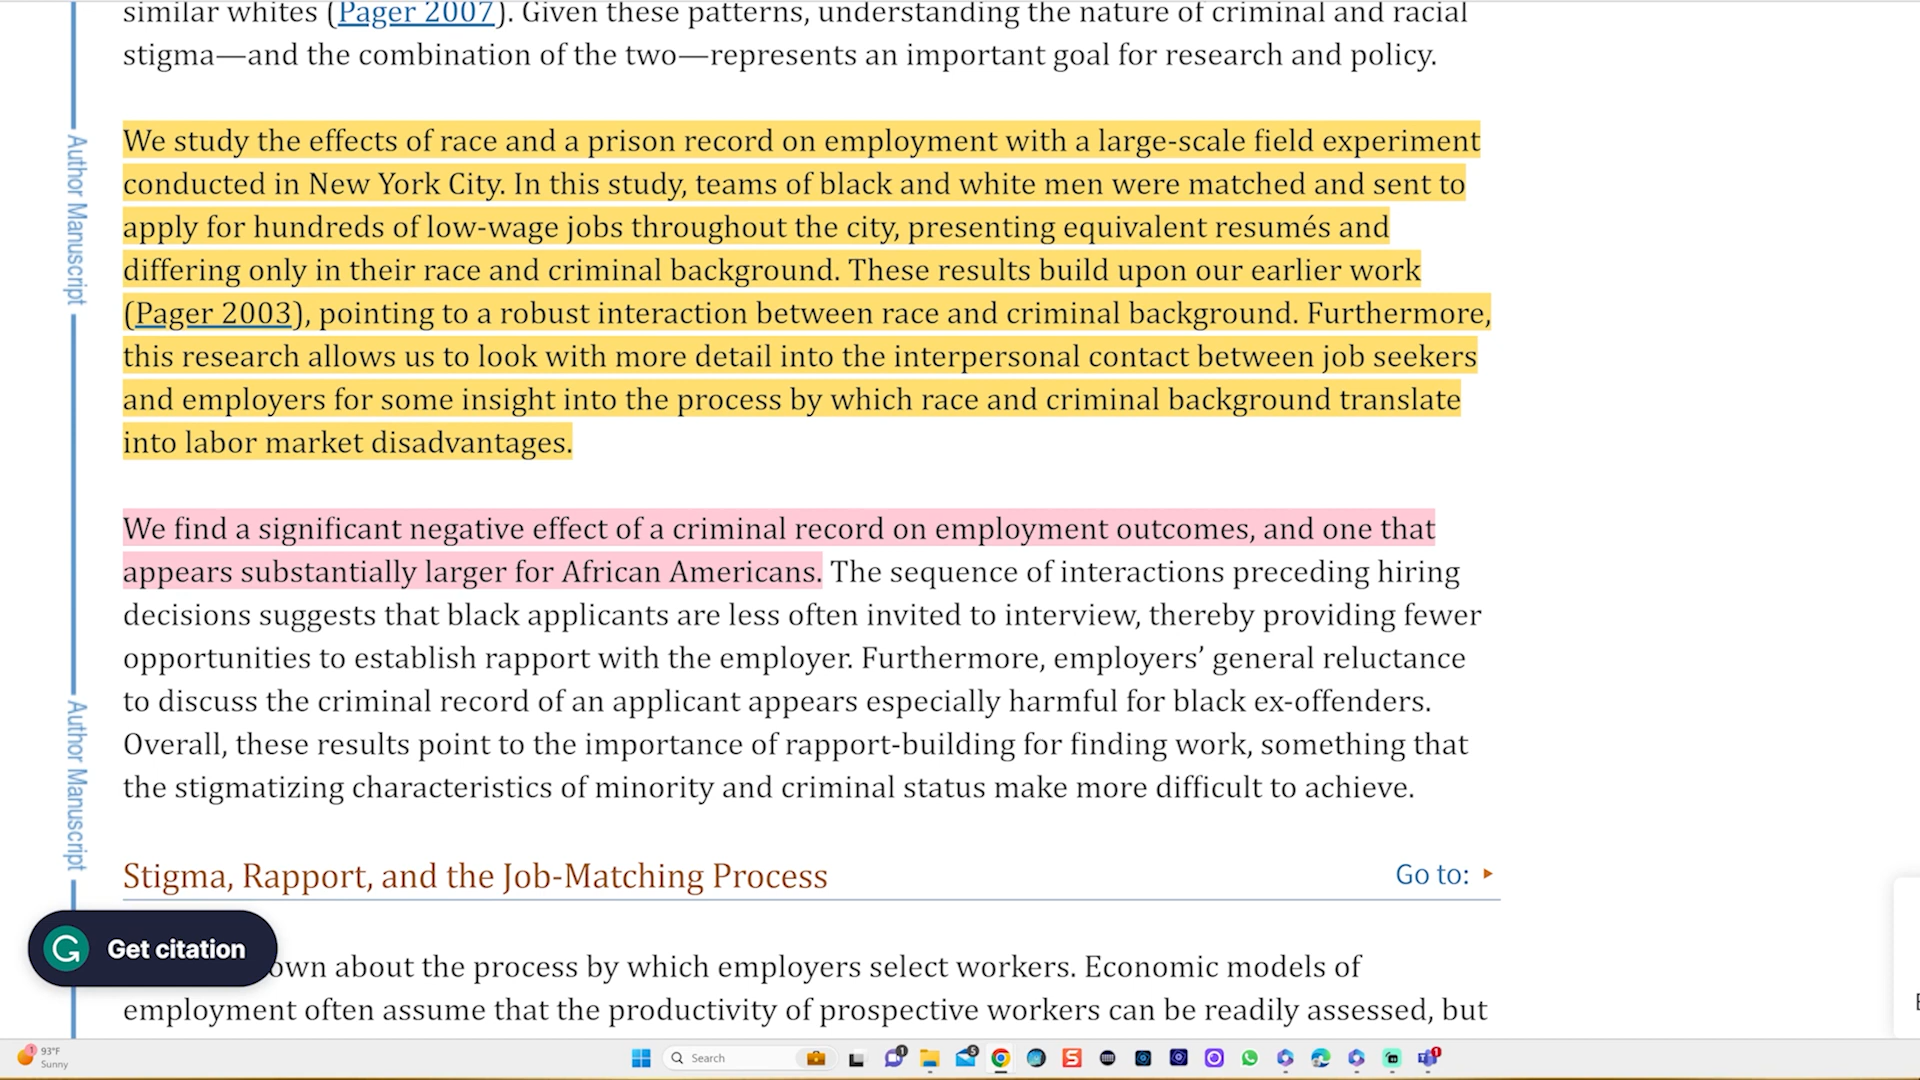 similar whites (Pager 2007). Given these patterns, understanding the nature of criminal and racial
stigma—and the combination of the two—represents an important goal for research and policy.
We study the effects of race and a prison record on employment with a large-scale field experiment
conducted in New York City. In this study, teams of black and white men were matched and sent to
apply for hundreds of low-wage jobs throughout the city, presenting equivalent resumés and
differing only in their race and criminal background. These results build upon our earlier work
(Pager 2003), pointing to a robust interaction between race and criminal background. Furthermore,
this research allows us to look with more detail into the interpersonal contact between job seekers
and employers for some insight into the process by which race and criminal background translate
into labor market disadvantages.
We find a significant negative effect of a criminal record on employment outcomes, and one that
appears substantially larger for African Americans. The sequence of interactions preceding hiring
decisions suggests that black applicants are less often invited to interview, thereby providing fewer
opportunities to establish rapport with the employer. Furthermore, employers’ general reluctance
to discuss the criminal record of an applicant appears especially harmful for black ex-offenders.
Overall, these results point to the importance of rapport-building for finding work, something that
the stigmatizing characteristics of minority and criminal status make more difficult to achieve.
Stigma, Rapport, and the Job-Matching Process
Go to:
own about the process by which employers select workers. Economic models of
employment often assume that the productivity of prospective workers can be readily assessed, but
Author Manuscript
Author Manuscript
Get citation
1
93°F
Sunny
Search
1
5
S
1